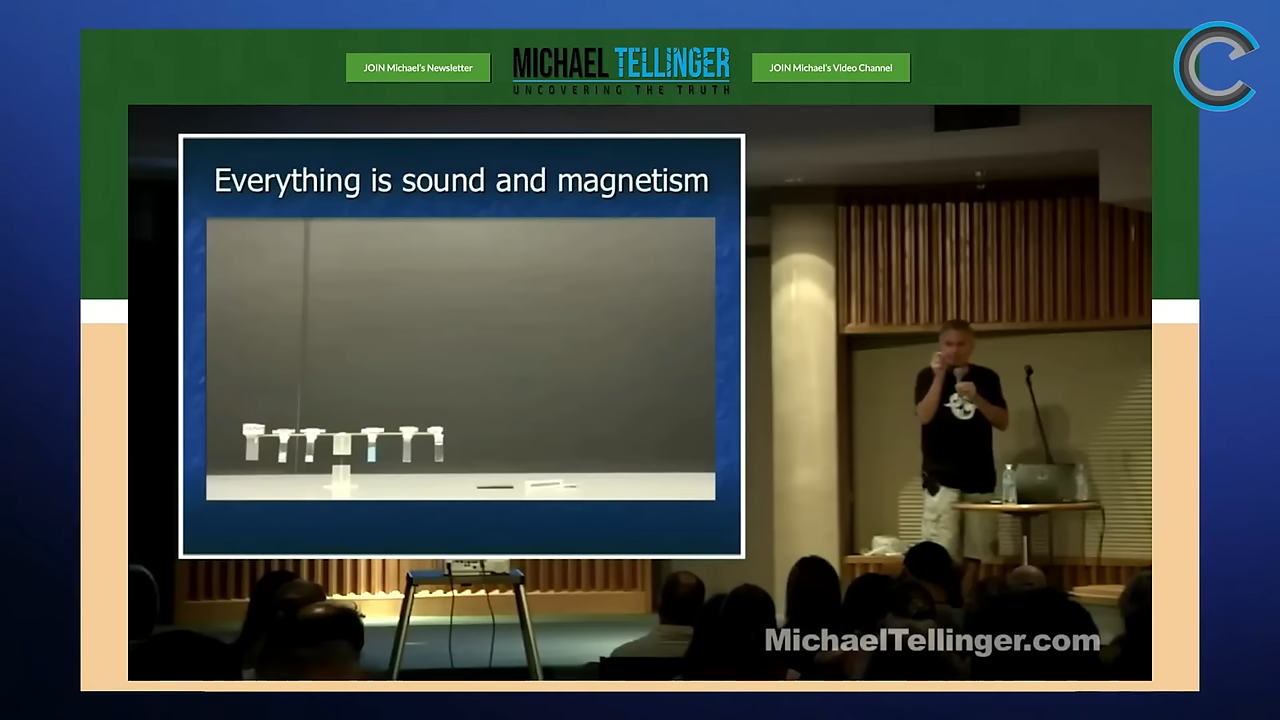 JOIN Michael's Newsletter
MICHAEL TELLINGER
UNCOVERING THE TRUTH
JOIN Michael's Video Channel
Everything is sound and magnetism
MichaelTellinger.com